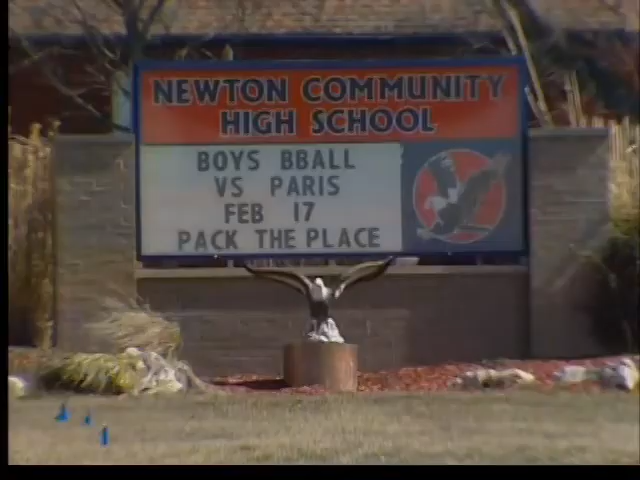 NEWTON COMMUNITY
HIGH SCHOOL
BOYS BBALL
VS PARIS
FEB 17
PACK THE PLACE